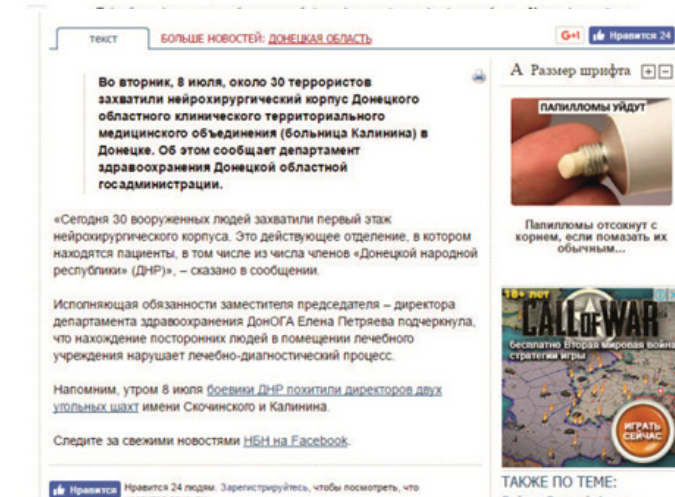 текст
БОЛЬШЕ НОВОСТЕЙ: ДОНЕЦКАЯ ОБЛАСТЬ
G+1
Нравится 24
Во вторник, 8 июля, около 30 террористов
захватили нейрохирургический корпус Донецкого
областного клинического территориального
медицинского объединения (больница Калинина) в
Донецке. Об этом сообщает департамент
здравоохранения Донецкой областной
госадминистрации.
«Сегодня 30 вооруженных людей захватили первый этаж
нейрохирургического корпуса. Это действующее отделение, в котором
находятся пациенты, в том числе из числа членов «Донецкой народной
республики» (ДНР)», – сказано в сообщении.
Исполняющая обязанности заместителя председателя – директора
департамента здравоохранения ДонОГА Елена Петряева подчеркнула,
что нахождение посторонних людей в помещении лечебного
учреждения нарушает лечебно-диагностический процесс.
Напомним, утром 8 июля боевики ДНР похитили директоров двух
угольных шахт имени Скочинского и Калинина.
Следите за свежими новостями НБН на Facebook.
Нравится Нравится 24 людям. Зарегистрируйтесь, чтобы посмотреть, что
А Размер шрифта + −
ПАПИЛЛОМЫ УЙДУТ
Папилломы отсохнут с
корнем, если помазать их
обычным...
18+ лет
CALL OF WAR
бесплатно Вторая мировая война
стратегии игры
ИГРАТЬ
СЕЙЧАС
ТАКЖЕ ПО ТЕМЕ: